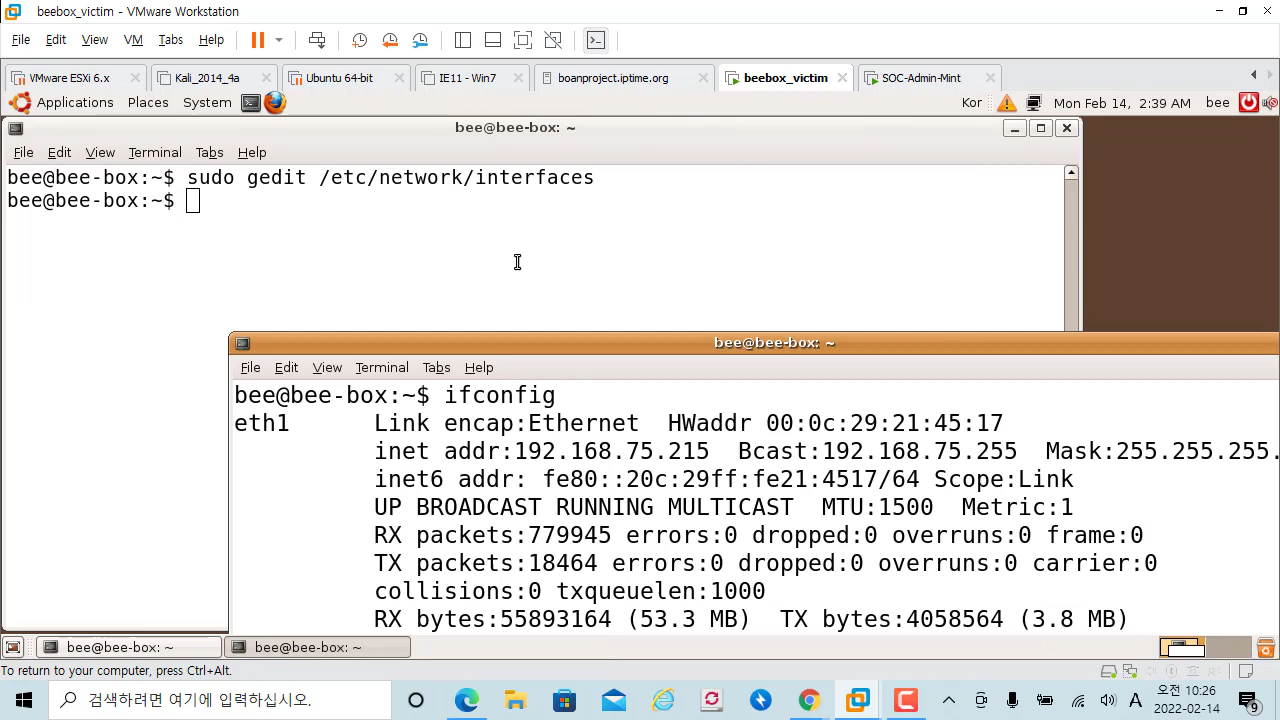 beebox_victim - VMware Workstation
File Edit View VM Tabs Help
VMware ESXi 6.x Kali_2014_4a Ubuntu 64-bit IE11 - Win7 boanproject.iptime.org beebox_victim SOC-Admin-Mint
Applications Places System Kor Mon Feb 14, 2:39 AM bee
bee@bee-box: ~
File Edit View Terminal Tabs Help
bee@bee-box:~$ sudo gedit /etc/network/interfaces
bee@bee-box:~$
bee@bee-box: ~
File Edit View Terminal Tabs Help
bee@bee-box:~$ ifconfig
eth1 Link encap:Ethernet HWaddr 00:0c:29:21:45:17
inet addr:192.168.75.215 Bcast:192.168.75.255 Mask:255.255.255.
inet6 addr: fe80::20c:29ff:fe21:4517/64 Scope:Link
UP BROADCAST RUNNING MULTICAST MTU:1500 Metric:1
RX packets:779945 errors:0 dropped:0 overruns:0 frame:0
TX packets:18464 errors:0 dropped:0 overruns:0 carrier:0
collisions:0 txqueuelen:1000
RX bytes:55893164 (53.3 MB) TX bytes:4058564 (3.8 MB)
bee@bee-box: ~ bee@bee-box: ~
To return to your computer, press Ctrl+Alt.
검색하려면 여기에 입력하십시오. A 오전 10:26
2022-02-14 9